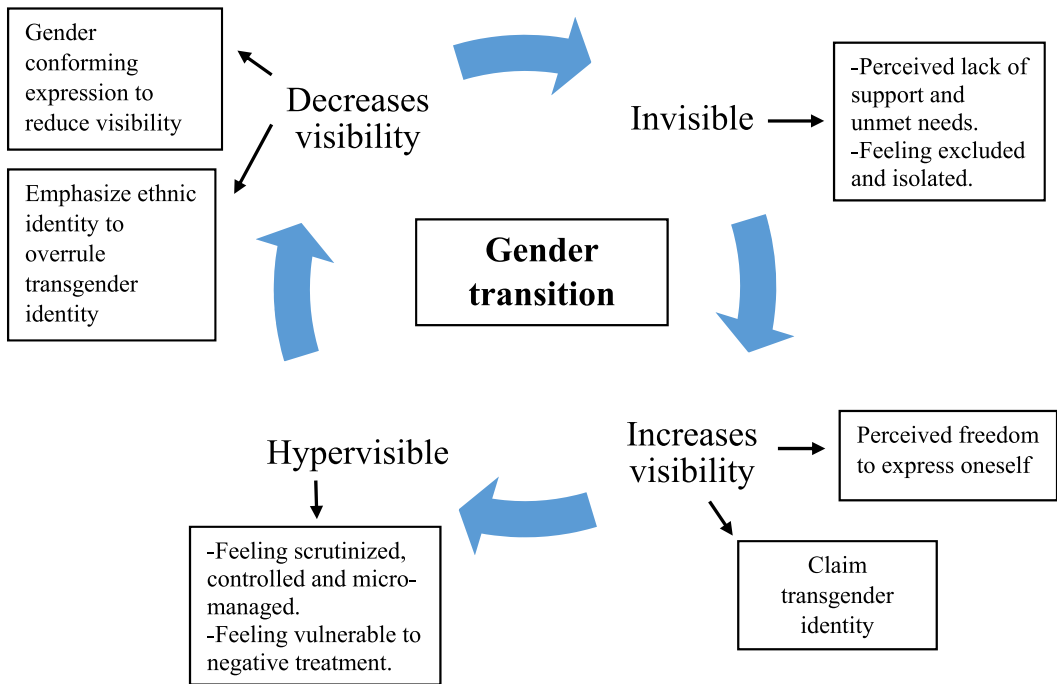 Gender
conforming
expression to
reduce visibility
Decreases
visibility
Emphasize ethnic
identity to
overrule
transgender
identity
Invisible
-Perceived lack of
support and
unmet needs.
-Feeling excluded
and isolated.
Gender
transition
Hypervisible
-Feeling scrutinized,
controlled and micro-
managed.
-Feeling vulnerable to
negative treatment.
Increases
visibility
Perceived freedom
to express oneself
Claim
transgender
identity